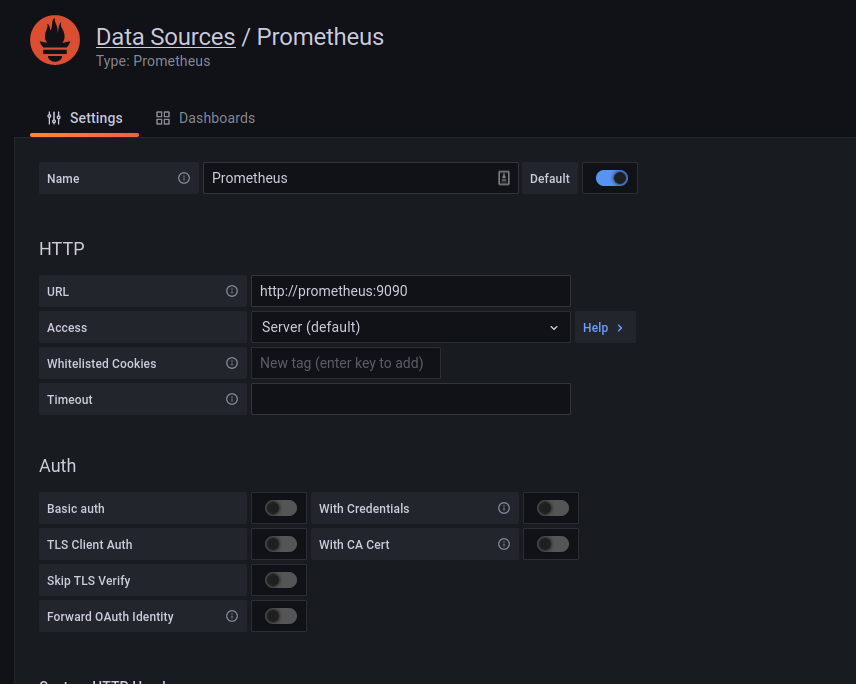 Data Sources / Prometheus
Type: Prometheus
Settings Dashboards
Name Prometheus Default
HTTP
URL http://prometheus:9090
Access Server (default) Help
Whitelisted Cookies New tag (enter key to add)
Timeout
Auth
Basic auth With Credentials
TLS Client Auth With CA Cert
Skip TLS Verify
Forward OAuth Identity